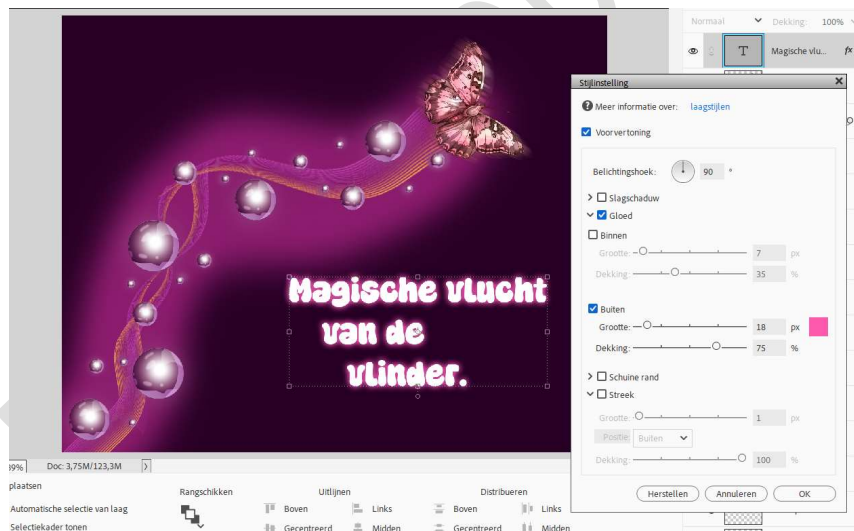 Normaal Dekking: 100%
T Magische vlu... fx
Stijlinstelling
Meer informatie over: laagstijlen
Voorvertoning
Belichtingshoek: 90 °
Slagschaduw
Gloed
Binnen
Grootte: 7 px
Dekking: 35 %
Buiten
Grootte: 18 px
Dekking: 75 %
Schuine rand
Streek
Grootte: 1 px
Positie: Buiten
Dekking: 100 %
Herstellen Annuleren OK
Magische vlucht
van de
vlinder.
Doc: 3,75M/123,3M
plaatsen
Rangschikken Uitlijnen Distribueren
Automatische selectie van laag Boven Links Boven Links
Selectiekader tonen Gecentreerd Midden Gecentreerd Midden